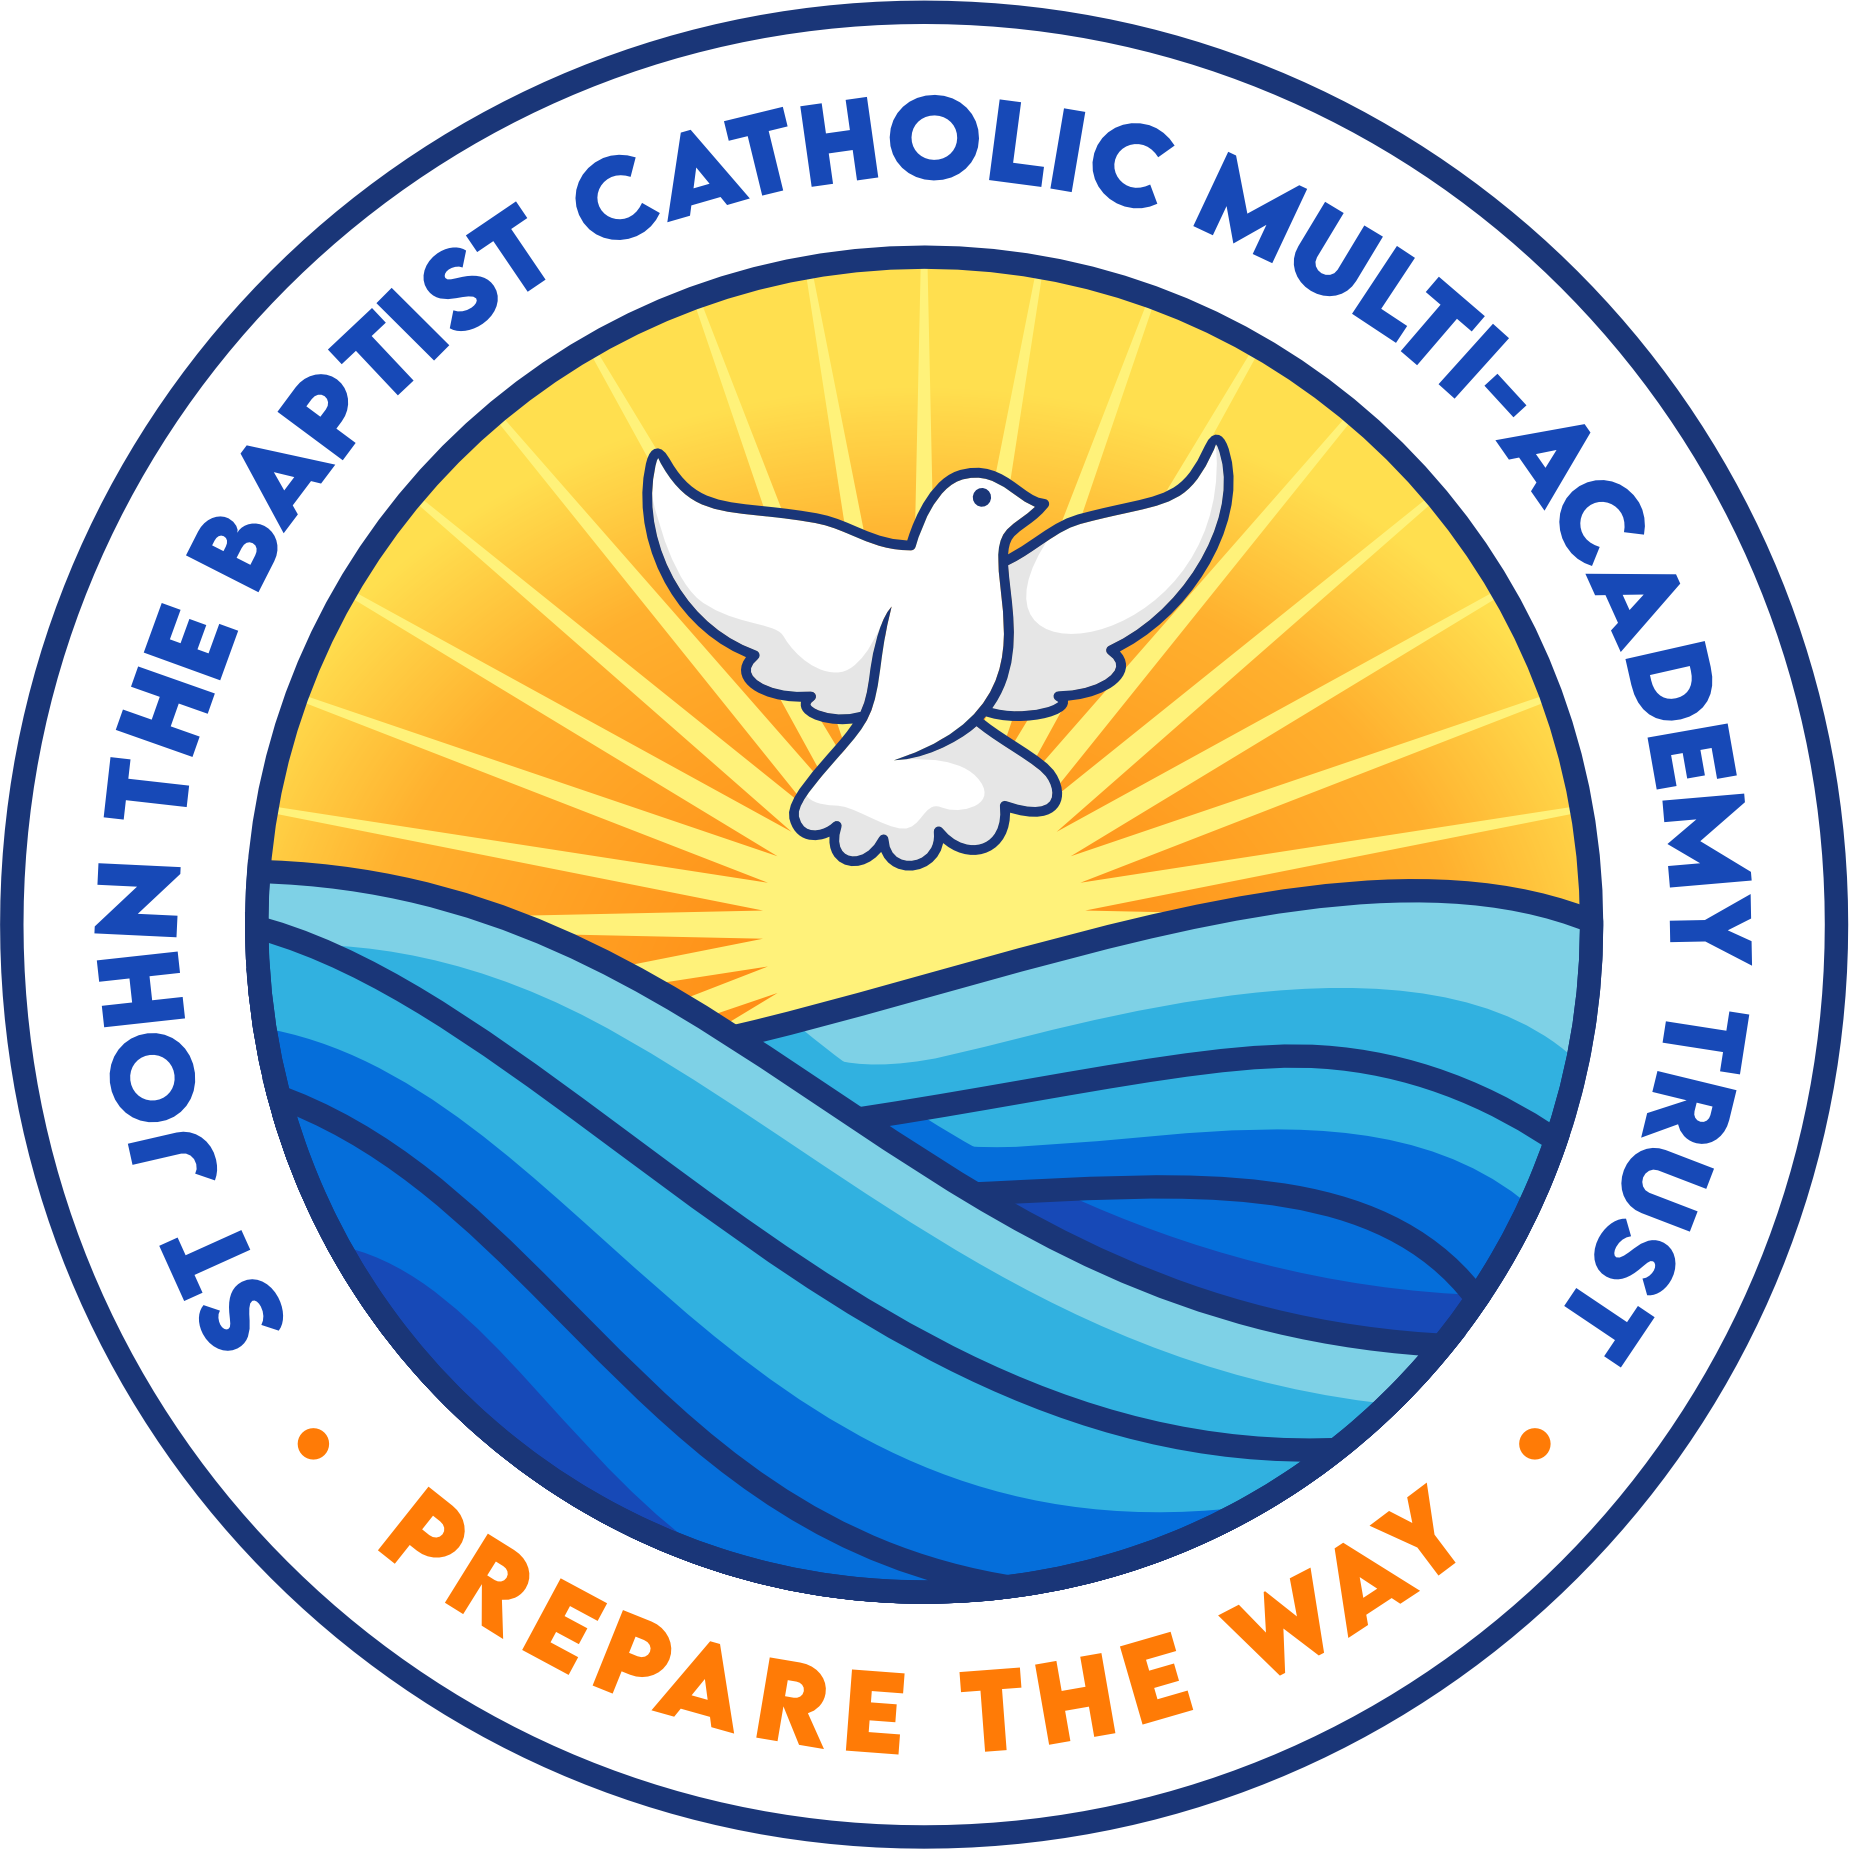 ST JOHN THE BAPTIST CATHOLIC MULTI-ACADEMY TRUST
• PREPARE THE WAY •